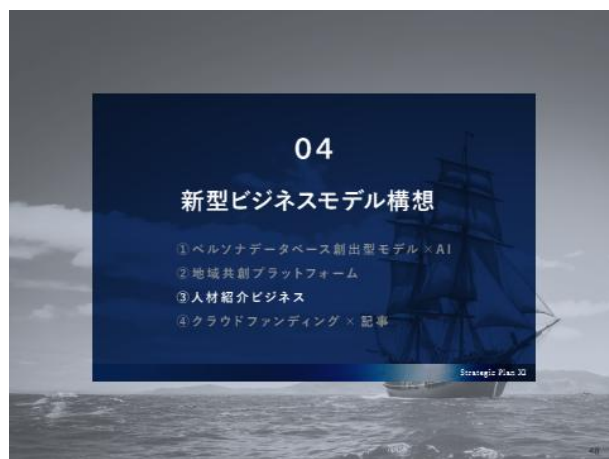 04
新型ビジネスモデル構想
①ペルソナデータベース創出型モデル×AI
②地域共創プラットフォーム
③人材紹介ビジネス
④クラウドファンディング×記事
Strategic Plan XI
48